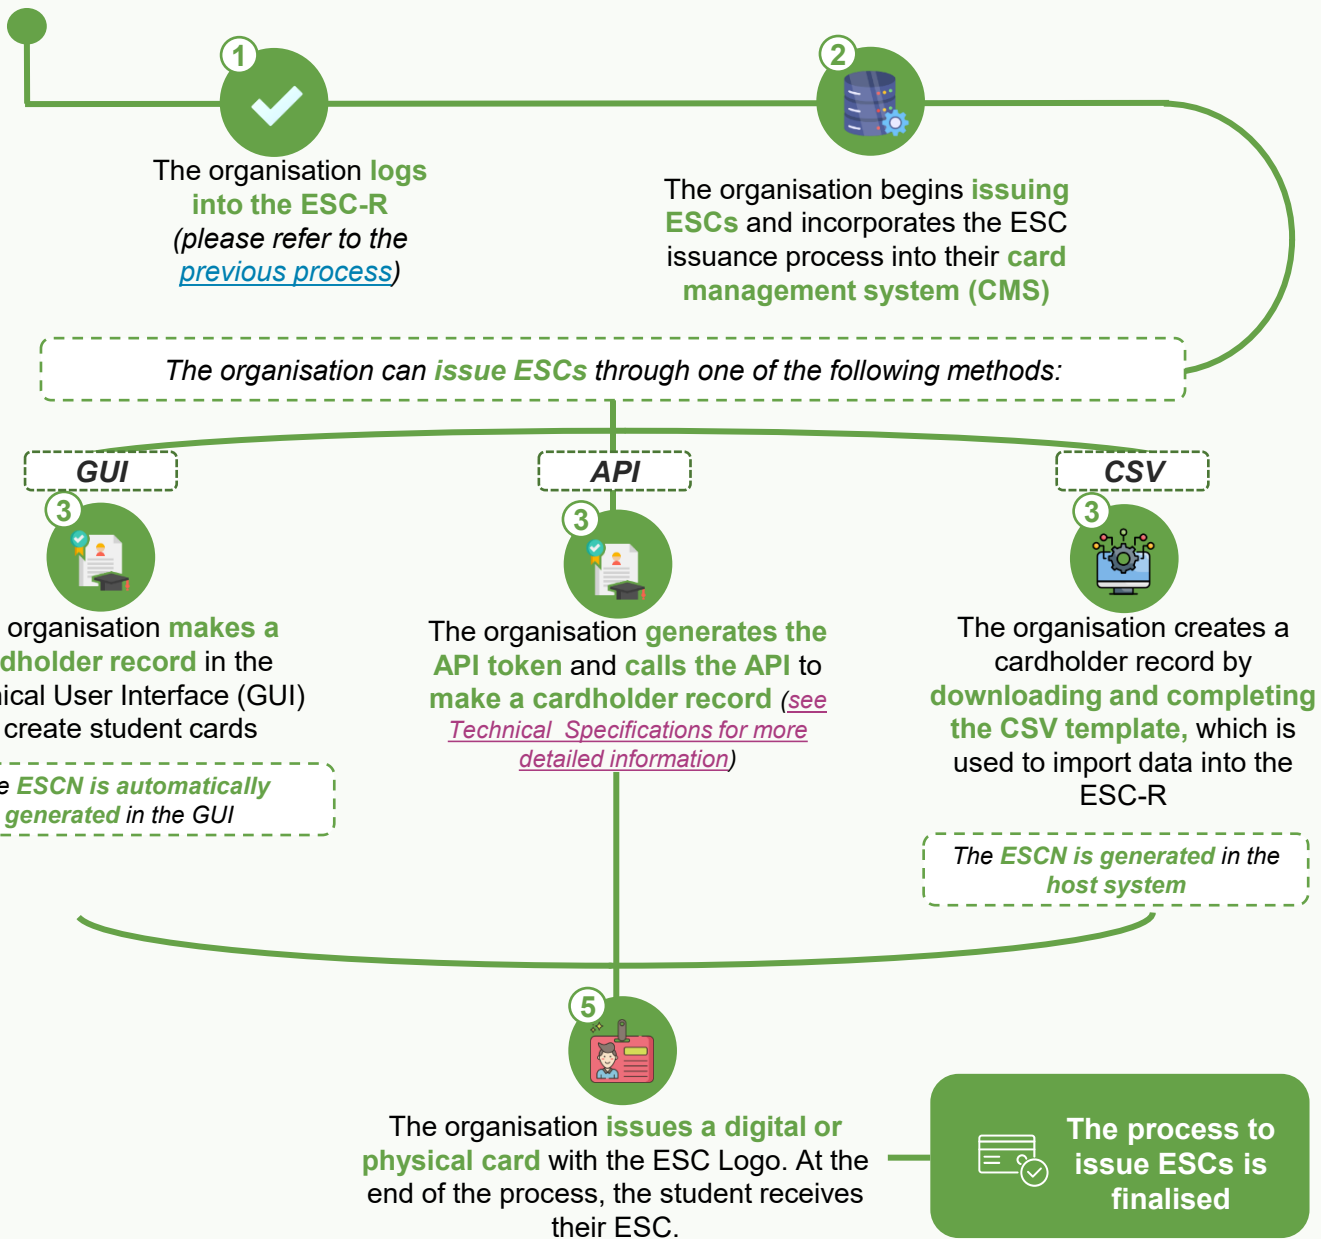 1
The organisation logs
into the ESC-R
(please refer to the
previous process)
2
The organisation begins issuing
ESCs and incorporates the ESC
issuance process into their card
management system (CMS)
The organisation can issue ESCs through one of the following methods:
GUI
3
organisation makes a
dholder record in the
nical User Interface (GUI)
create student cards
e ESCN is automatically
generated in the GUI
API
3
The organisation generates the
API token and calls the API to
make a cardholder record (see
Technical Specifications for more
detailed information)
CSV
3
The organisation creates a
cardholder record by
downloading and completing
the CSV template, which is
used to import data into the
ESC-R
The ESCN is generated in the
host system
5
The organisation issues a digital or
physical card with the ESC Logo. At the
end of the process, the student receives
their ESC.
The process to
issue ESCs is
finalised